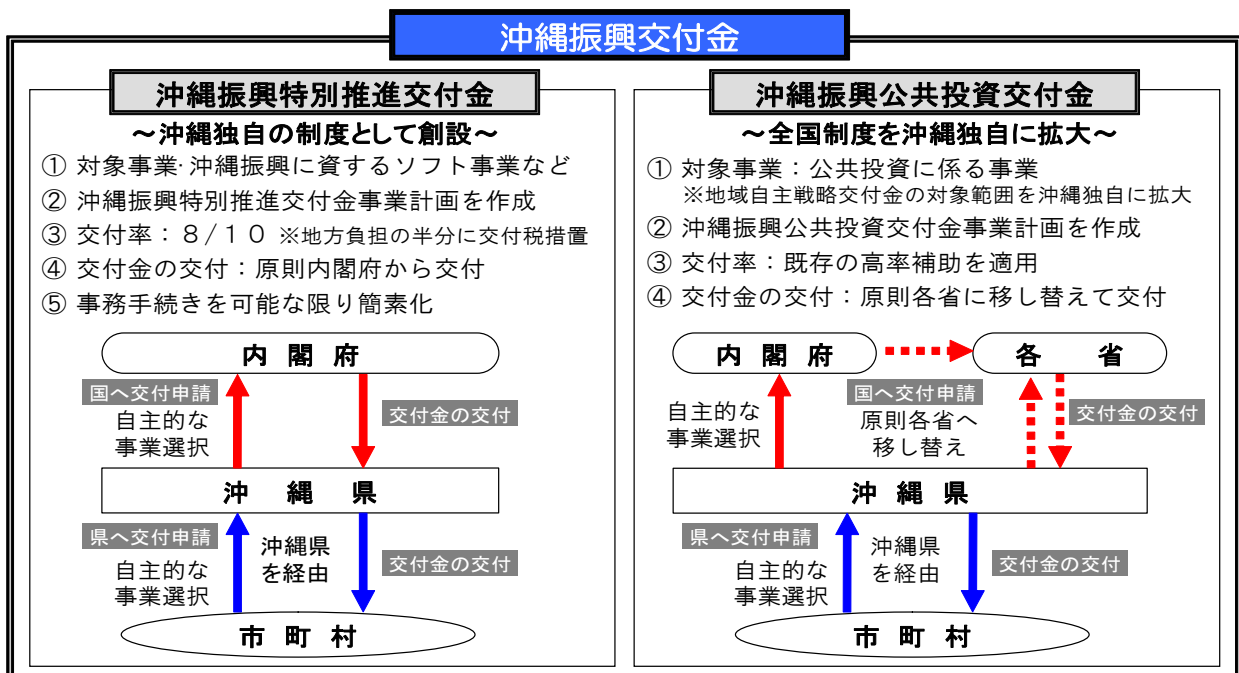 沖縄振興交付金
沖縄振興特別推進交付金
～沖縄独自の制度として創設～
① 対象事業･沖縄振興に資するソフト事業など
② 沖縄振興特別推進交付金事業計画を作成
③ 交付率：８/１０ ※地方負担の半分に交付税措置
④ 交付金の交付：原則内閣府から交付
⑤ 事務手続きを可能な限り簡素化
内閣府
国へ交付申請
自主的な
事業選択
交付金の交付
沖縄県
県へ交付申請
自主的な
事業選択
沖縄県
を経由
交付金の交付
市町村
沖縄振興公共投資交付金
～全国制度を沖縄独自に拡大～
① 対象事業：公共投資に係る事業
※地域自主戦略交付金の対象範囲を沖縄独自に拡大
② 沖縄振興公共投資交付金事業計画を作成
③ 交付率：既存の高率補助を適用
④ 交付金の交付：原則各省に移し替えて交付
内閣府
各省
自主的な
事業選択
国へ交付申請
原則各省へ
移し替え
交付金の交付
沖縄県
県へ交付申請
自主的な
事業選択
沖縄県
を経由
交付金の交付
市町村